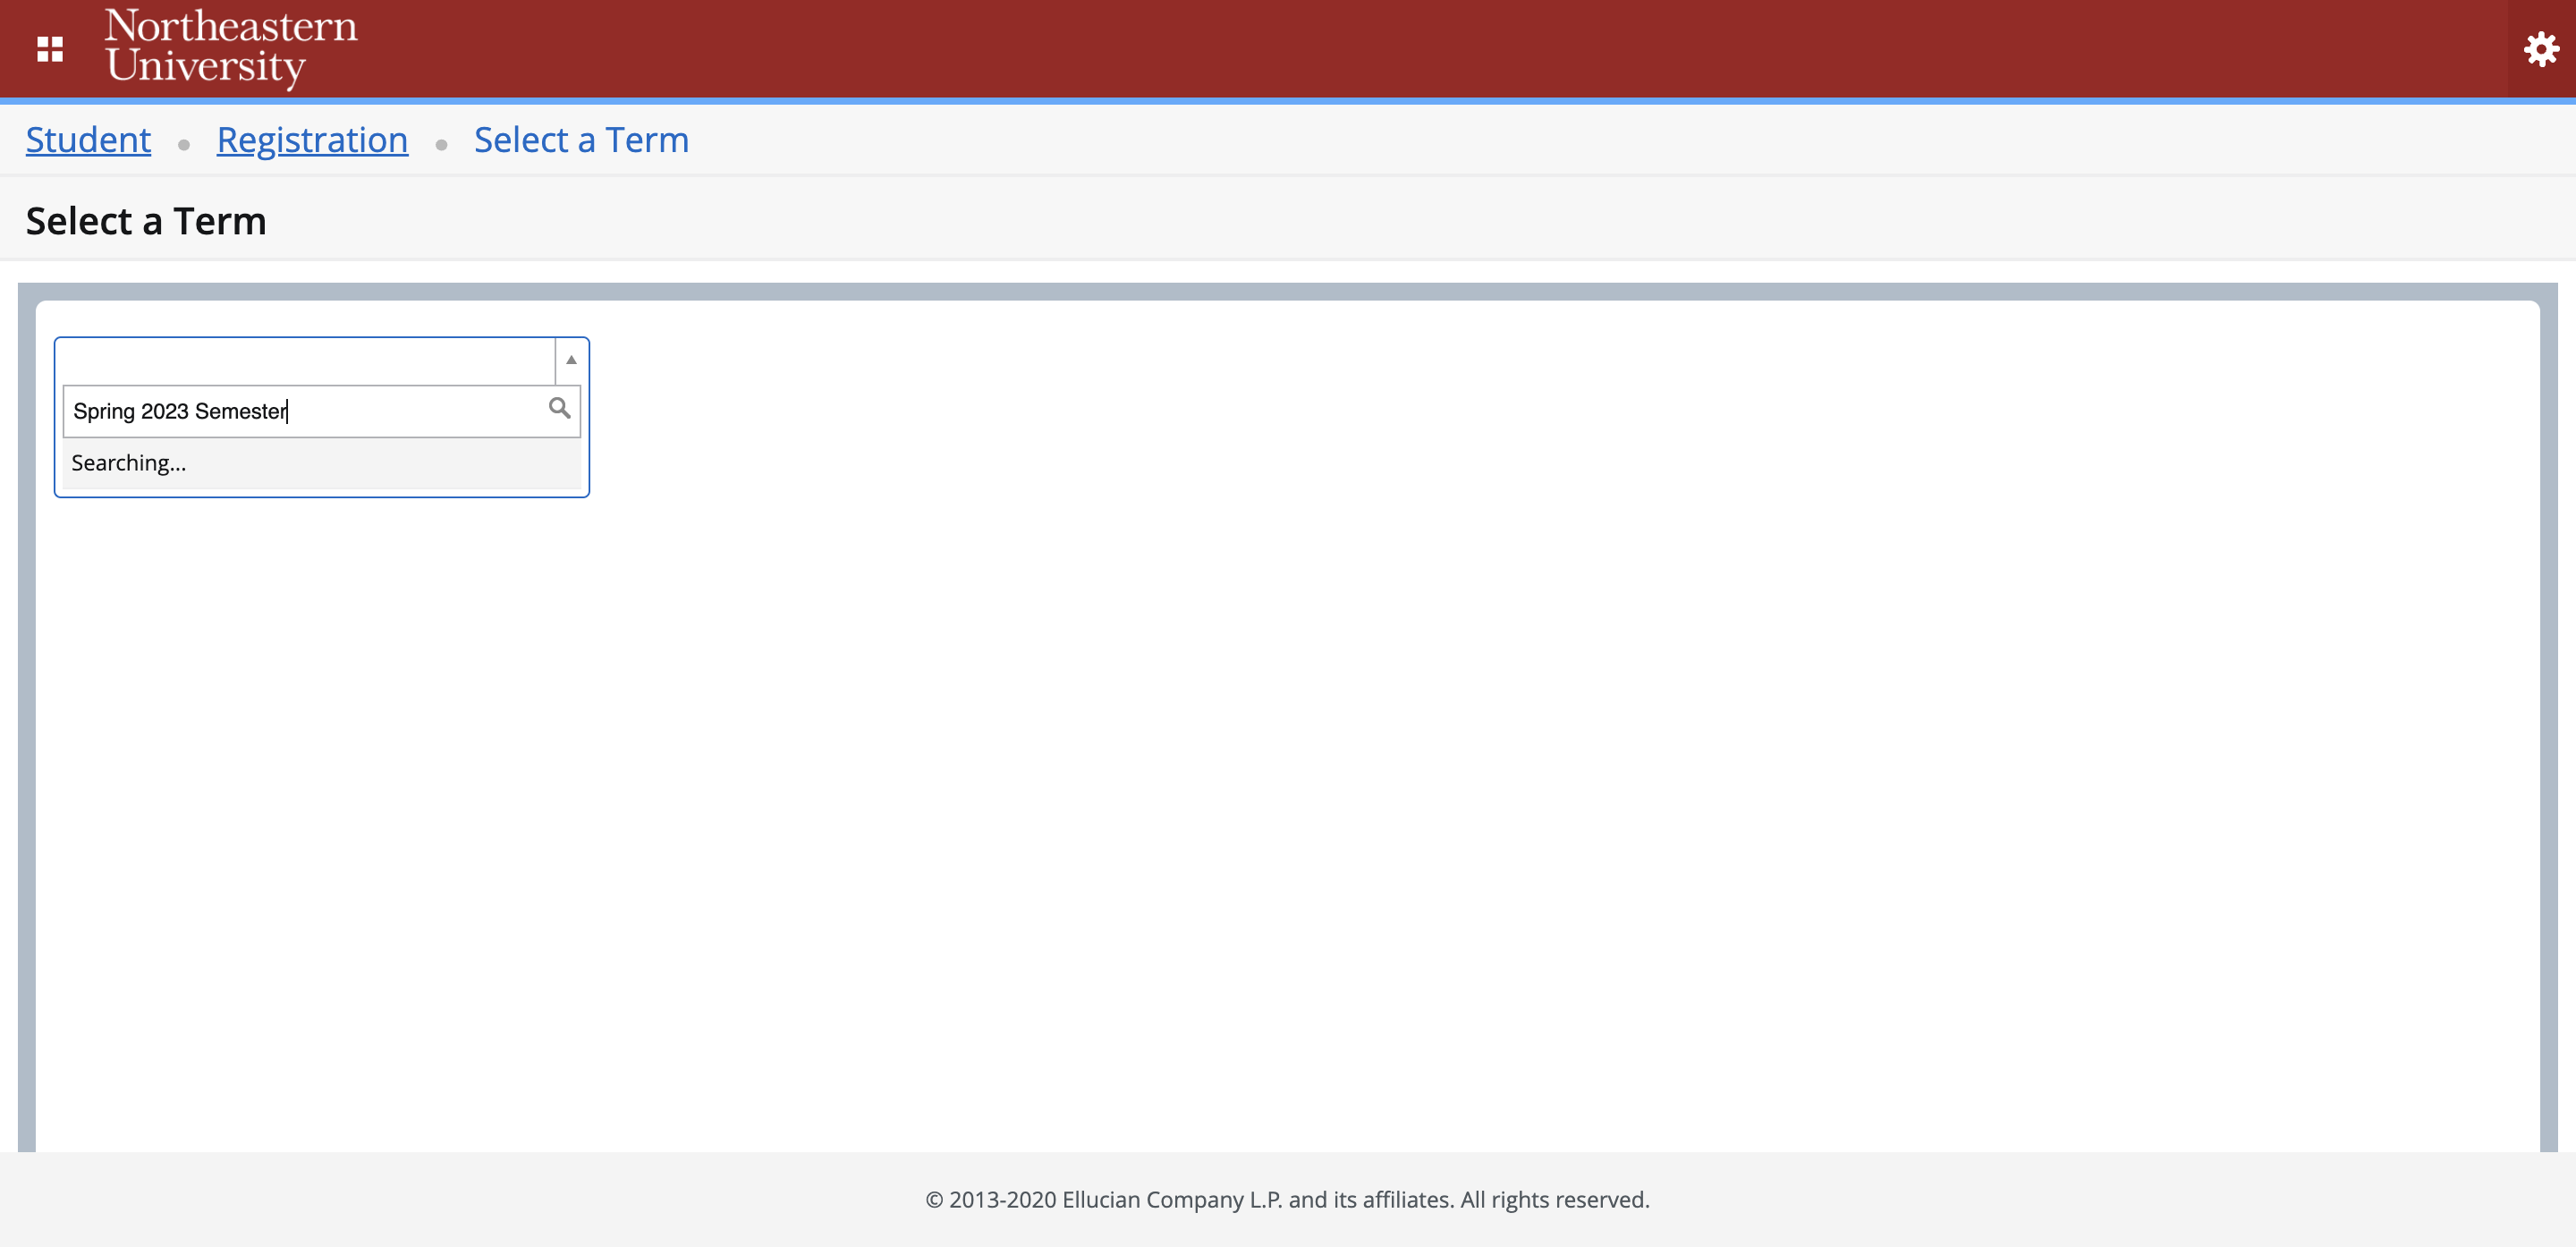 Northeastern
University
Student • Registration • Select a Term
Select a Term
Spring 2023 Semester
Searching...
© 2013-2020 Ellucian Company L.P. and its affiliates. All rights reserved.